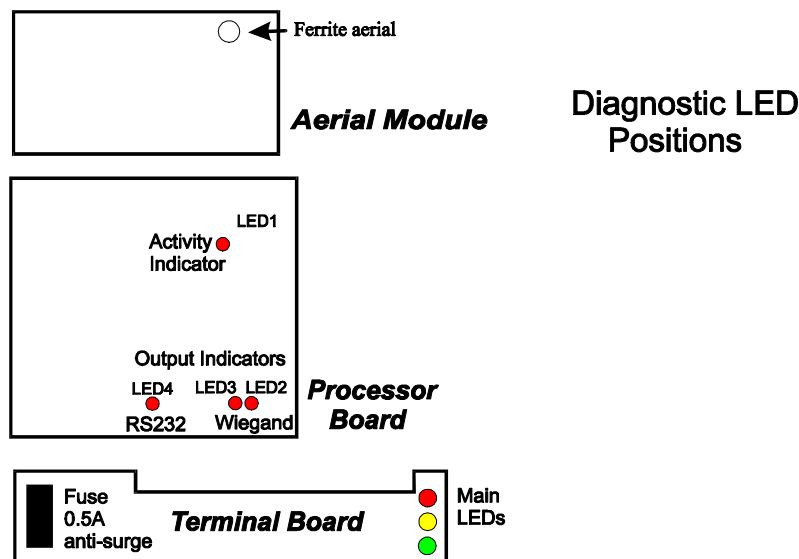 Ferrite aerial
Aerial Module
Diagnostic LED
Positions
LED1
Activity
Indicator
Output Indicators
LED4
LED3
LED2
RS232
Wiegand
Processor
Board
Fuse
0.5A
anti-surge
Terminal Board
Main
LEDs